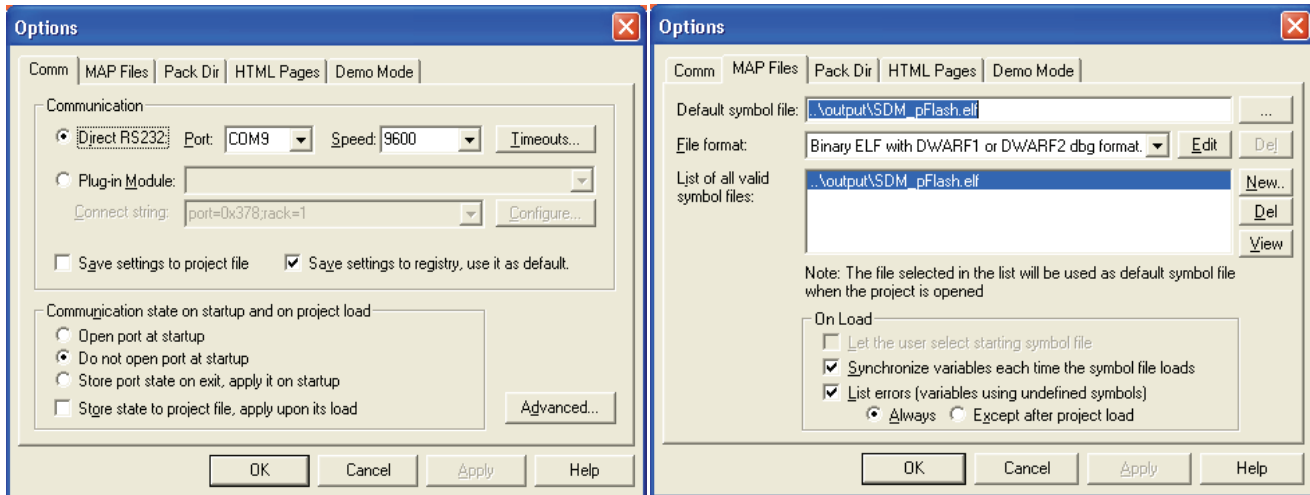 Options
Comm MAP Files Pack Dir HTML Pages Demo Mode
Communication
Direct RS232: Port: COM9 Speed: 9600 Timeouts...
Plug-in Module:
Connect string: port=0x378;rack=1 Configure...
Save settings to project file Save settings to registry, use it as default.
Communication state on startup and on project load
Open port at startup
Do not open port at startup
Store port state on exit, apply it on startup
Store state to project file, apply upon its load Advanced...
OK Cancel Apply Help
Options
Comm MAP Files Pack Dir HTML Pages Demo Mode
Default symbol file: ..\output\SDM_pFlash.elf ...
File format: Binary ELF with DWARF1 or DWARF2 dbg format. Edit Del
List of all valid ..\output\SDM_pFlash.elf New..
symbol files:
Del
View
Note: The file selected in the list will be used as default symbol file
when the project is opened
On Load
Let the user select starting symbol file
Synchronize variables each time the symbol file loads
List errors (variables using undefined symbols)
Always Except after project load
OK Cancel Apply Help